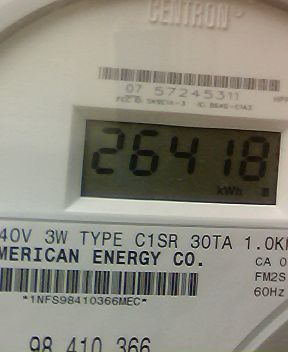 CENTRON®
07 57245311
26418
kWh
40V 3W TYPE C1SR 30TA 1.0K
MERICAN ENERGY CO.
CA 0
FM2S
60Hz
*1NFS98410366MEC*
98 410 366